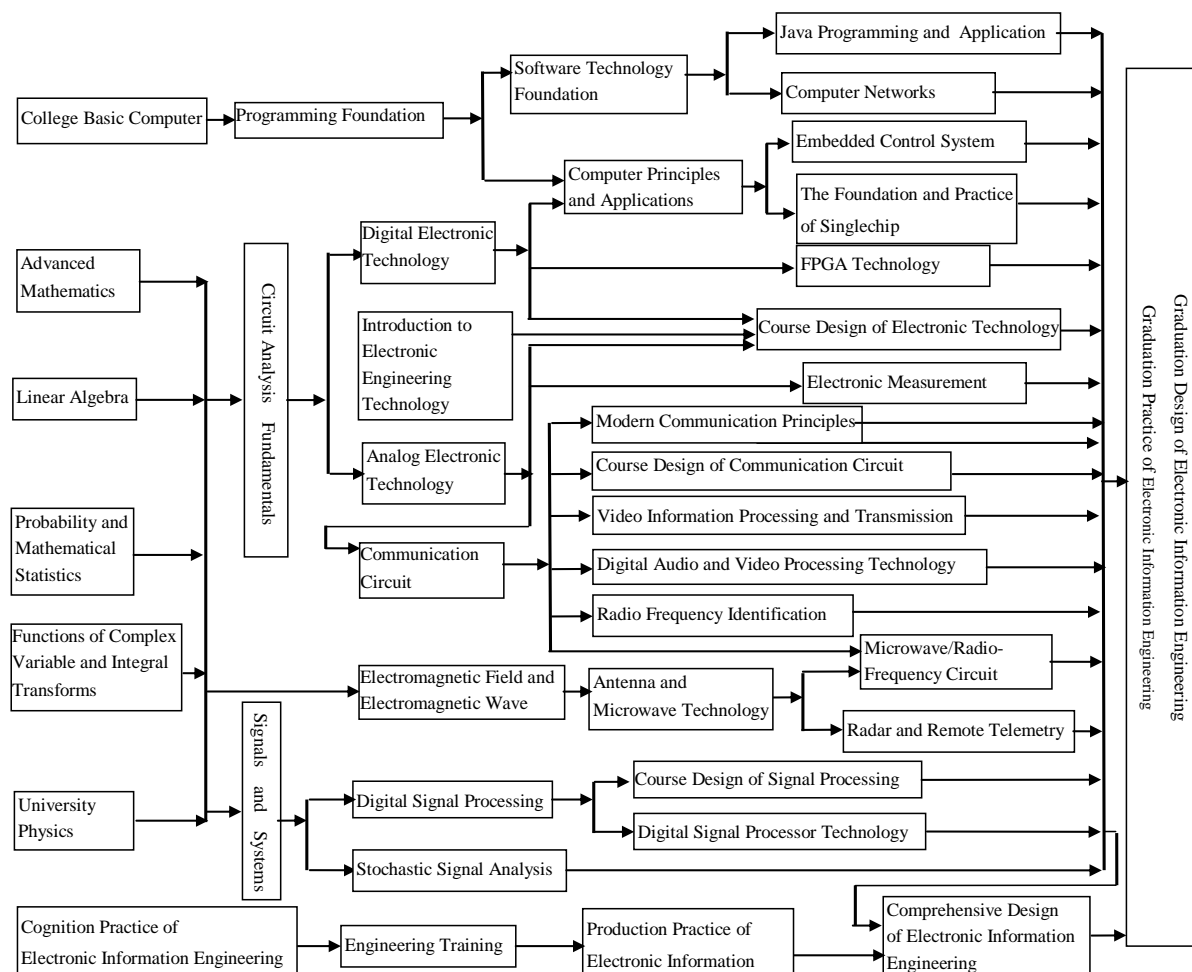 Java Programming and Application
Software Technology
Foundation
Computer Networks
College Basic Computer
Programming Foundation
Embedded Control System
Computer Principles
and Applications
The Foundation and Practice
of Singlechip
Digital Electronic
Technology
FPGA Technology
Advanced
Mathematics
Circuit Analysis Fundamentals
Introduction to
Electronic
Engineering
Technology
Course Design of Electronic Technology
Electronic Measurement
Linear Algebra
Modern Communication Principles
Analog Electronic
Technology
Course Design of Communication Circuit
Video Information Processing and Transmission
Probability and
Mathematical
Statistics
Communication
Circuit
Digital Audio and Video Processing Technology
Radio Frequency Identification
Functions of Complex
Variable and Integral
Transforms
Microwave/Radio-
Frequency Circuit
Electromagnetic Field and
Electromagnetic Wave
Antenna and
Microwave Technology
Radar and Remote Telemetry
Signals and Systems
Course Design of Signal Processing
University
Physics
Digital Signal Processing
Digital Signal Processor Technology
Stochastic Signal Analysis
Cognition Practice of
Electronic Information Engineering
Engineering Training
Production Practice of
Electronic Information
Comprehensive Design
of Electronic Information
Engineering
Graduation Design of Electronic Information Engineering
Graduation Practice of Electronic Information Engineering